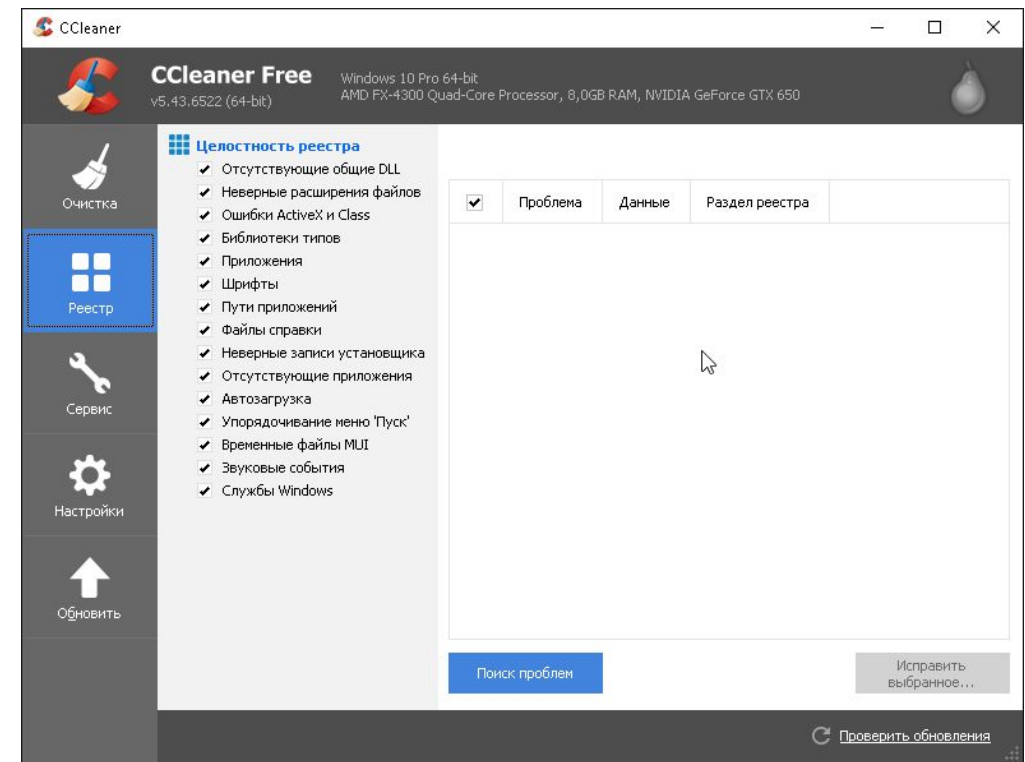 CCleaner
CCleaner Free
v5.43.6522 (64-bit)
Windows 10 Pro 64-bit
AMD FX-4300 Quad-Core Processor, 8,0GB RAM, NVIDIA GeForce GTX 650
Очистка
Реестр
Сервис
Настройки
Обновить
Целостность реестра
Отсутствующие общие DLL
Неверные расширения файлов
Ошибки ActiveX и Class
Библиотеки типов
Приложения
Шрифты
Пути приложений
Файлы справки
Неверные записи установщика
Отсутствующие приложения
Автозагрузка
Упорядочивание меню 'Пуск'
Временные файлы MUI
Звуковые события
Службы Windows
Проблема Данные Раздел реестра
Поиск проблем
Исправить
выбранное...
Проверить обновления